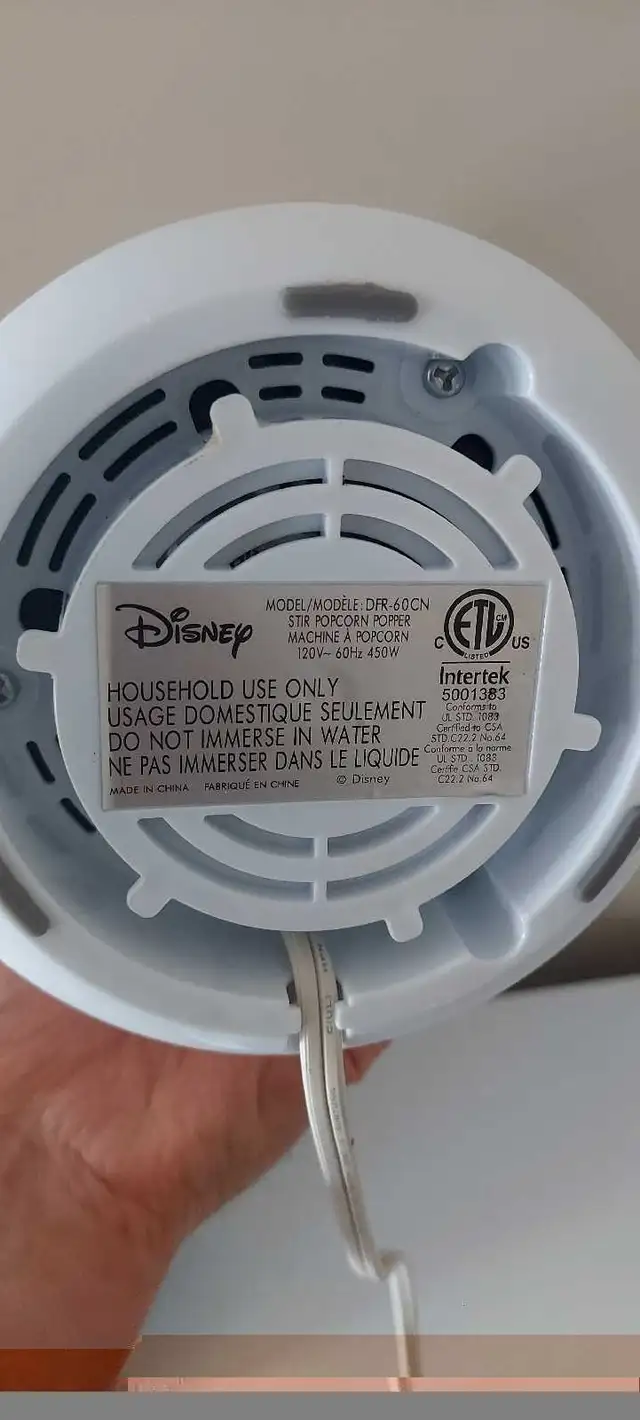 Disney
MODEL/MODÈLE: DFR-60CN
STIR POPCORN POPPER
MACHINE À POPCORN
120V~ 60Hz 450W
HOUSEHOLD USE ONLY
USAGE DOMESTIQUE SEULEMENT
DO NOT IMMERSE IN WATER
NE PAS IMMERSER DANS LE LIQUIDE
MADE IN CHINA FABRIQUÉ EN CHINE © Disney
ETL CM
LISTED
C US
Intertek
5001383
Conforms to
UL STD. 1083
Certified to CSA
STD.C22.2 No.64
Conforme a la norme
UL STD. 1083
Certifie CSA STD.
C22.2 No.64
C(UL)